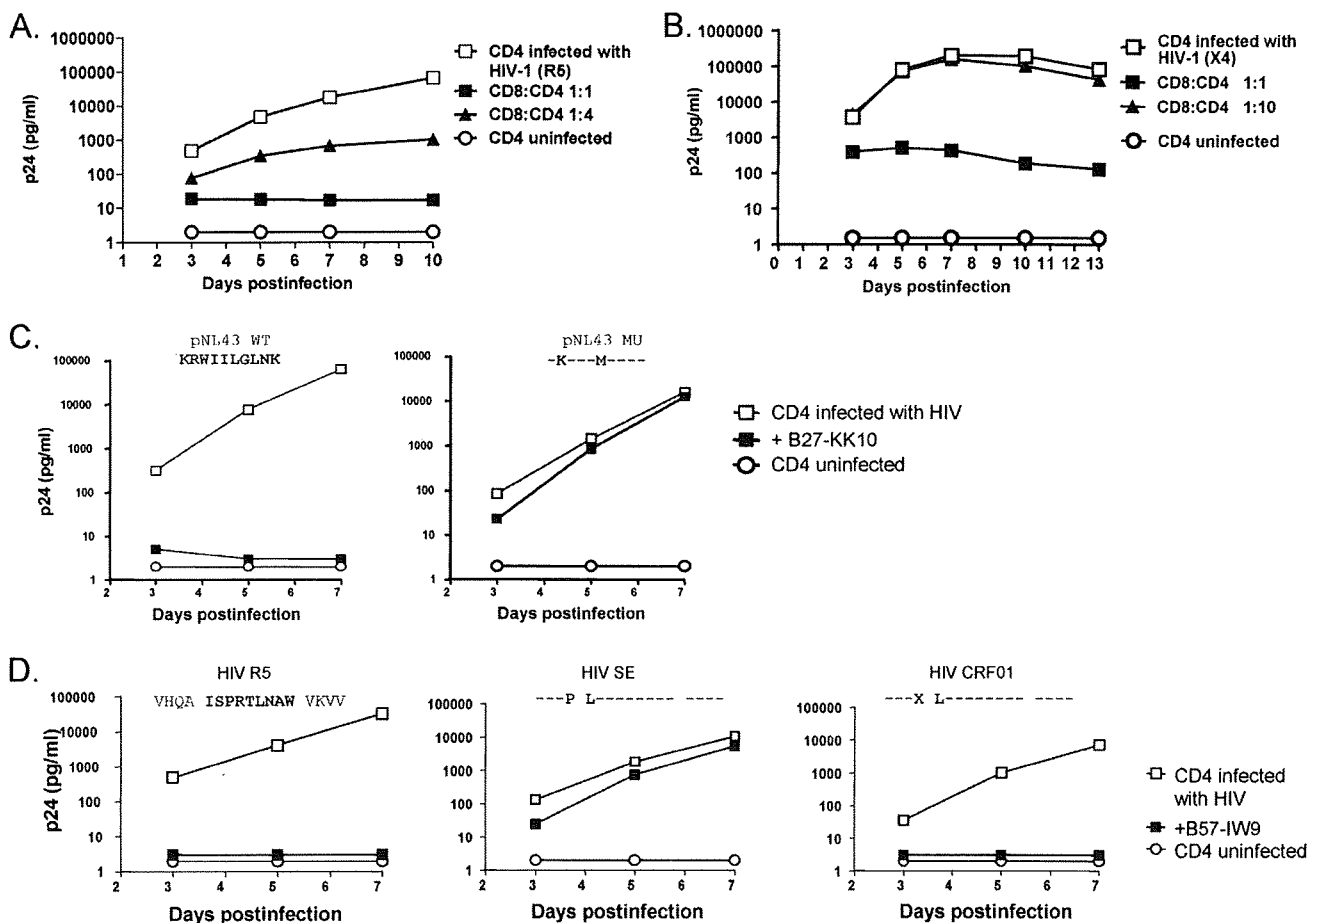 A.
1000000
100000
10000
1000
100
10
1
p24 (pg/ml)
1 2 3 4 5 6 7 8 9 10
Days postinfection
CD4 infected with
HIV-1 (R5)
CD8:CD4 1:1
CD8:CD4 1:4
CD4 uninfected
B.
1000000
100000
10000
1000
100
10
1
p24 (pg/ml)
0 1 2 3 4 5 6 7 8 10 11 12 13
Days postinfection
CD4 infected with
HIV-1 (X4)
CD8:CD4 1:1
CD8:CD4 1:10
CD4 uninfected
C.
pNL43 WT
KRWIILGLNK
100000
10000
1000
100
10
1
p24 (pg/ml)
2 3 4 5 6 7
Days postinfection
pNL43 MU
-K---M----
100000
10000
1000
100
10
1
2 3 4 5 6 7
Days postinfection
CD4 infected with HIV
+ B27-KK10
CD4 uninfected
D.
HIV R5
VHQA ISPRTLNAW VKVV
100000
10000
1000
100
10
1
p24 (pg/ml)
2 3 4 5 6 7
Days postinfection
HIV SE
---P L-------- ----
100000
10000
1000
100
10
1
2 3 4 5 6 7
Days postinfection
HIV CRF01
---X L-------- ----
100000
10000
1000
100
10
1
2 3 4 5 6 7
Days postinfection
CD4 infected
with HIV
+B57-IW9
CD4 uninfected